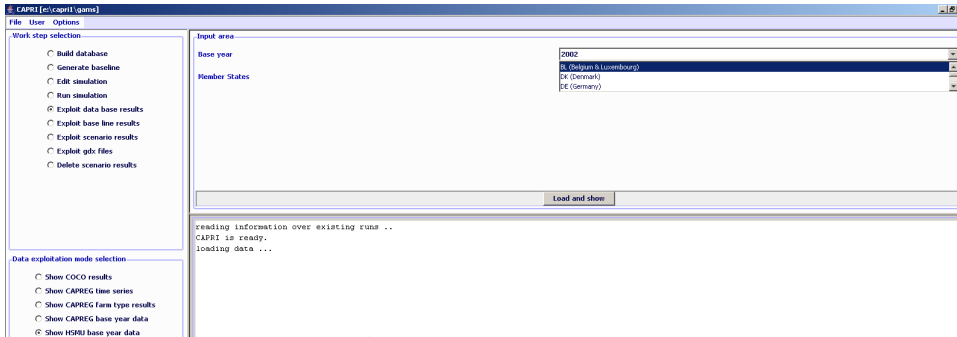 CAPRI [e:\capri1\gams]
File User Options
Work step selection
Build database
Generate baseline
Edit simulation
Run simulation
Exploit data base results
Exploit base line results
Exploit scenario results
Exploit gdx files
Delete scenario results
Data exploitation mode selection
Show COCO results
Show CAPREG time series
Show CAPREG farm type results
Show CAPREG base year data
Show HSMU base year data
Input area
Base year 2002
Member States
BL (Belgium & Luxembourg)
DK (Denmark)
DE (Germany)
Load and show
reading information over existing runs ..
CAPRI is ready.
loading data ...